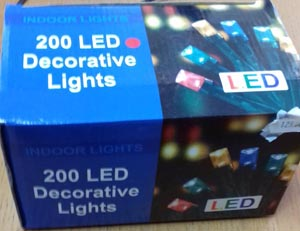 INDOOR LIGHTS
200 LED
Decorative
Lights
LED
INDOOR LIGHTS
200 LED
Decorative
Lights
LED